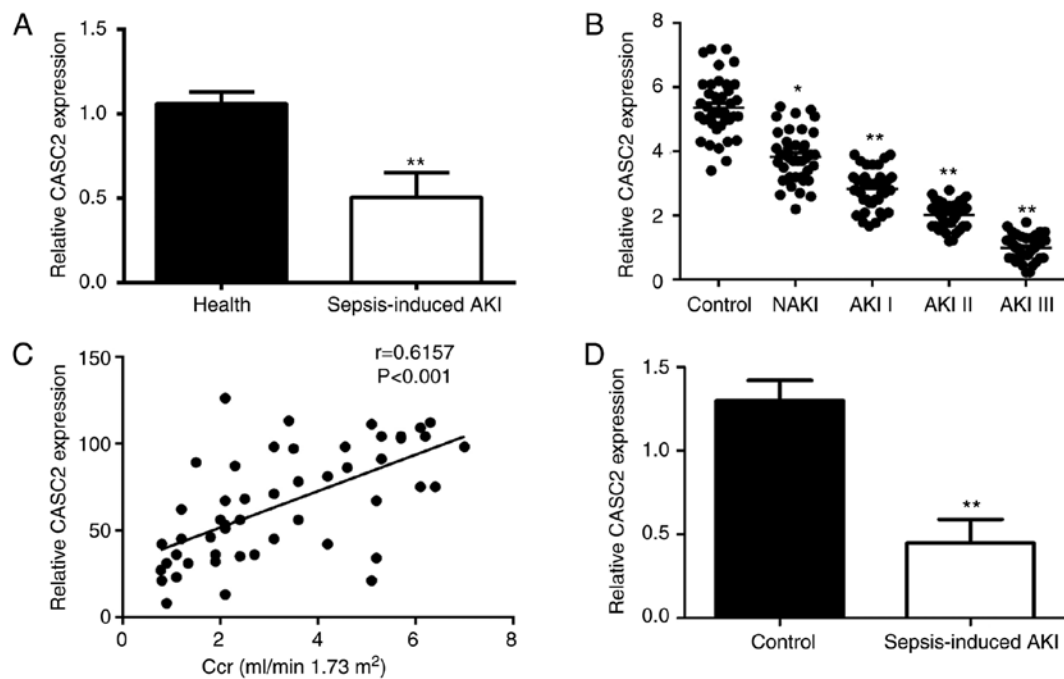 A
Relative CASC2 expression
1.5
1.0
0.5
0.0
**
Health
Sepsis-induced AKI
B
Relative CASC2 expression
8
6
4
2
0
*
**
**
**
Control
NAKI
AKI I
AKI II
AKI III
C
Relative CASC2 expression
150
100
50
0
r=0.6157
P<0.001
0
2
4
6
8
Ccr (ml/min 1.73 m²)
D
Relative CASC2 expression
1.5
1.0
0.5
0.0
**
Control
Sepsis-induced AKI